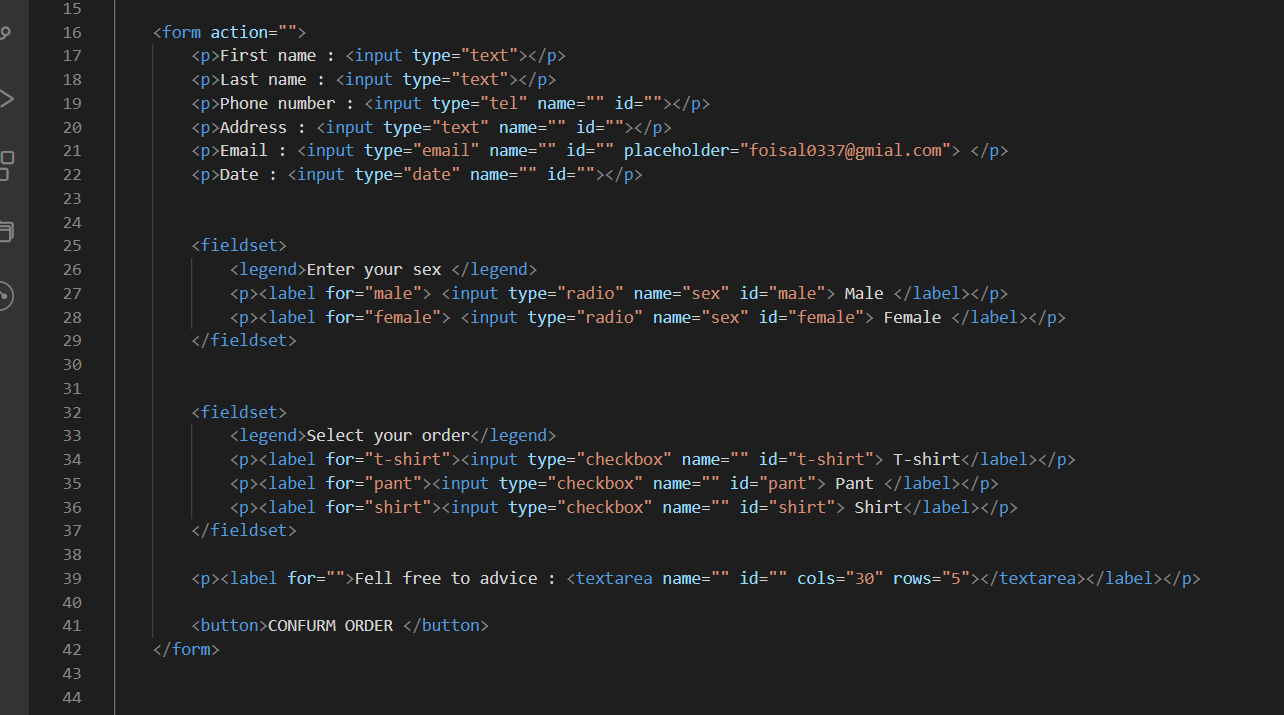 15
16 <form action="">
17 <p>First name : <input type="text"></p>
18 <p>Last name : <input type="text"></p>
19 <p>Phone number : <input type="tel" name="" id=""></p>
20 <p>Address : <input type="text" name="" id=""></p>
21 <p>Email : <input type="email" name="" id="" placeholder="foisal0337@gmial.com"> </p>
22 <p>Date : <input type="date" name="" id=""></p>
23
24
25 <fieldset>
26 <legend>Enter your sex </legend>
27 <p><label for="male"> <input type="radio" name="sex" id="male"> Male </label></p>
28 <p><label for="female"> <input type="radio" name="sex" id="female"> Female </label></p>
29 </fieldset>
30
31
32 <fieldset>
33 <legend>Select your order</legend>
34 <p><label for="t-shirt"><input type="checkbox" name="" id="t-shirt"> T-shirt</label></p>
35 <p><label for="pant"><input type="checkbox" name="" id="pant"> Pant </label></p>
36 <p><label for="shirt"><input type="checkbox" name="" id="shirt"> Shirt</label></p>
37 </fieldset>
38
39 <p><label for="">Fell free to advice : <textarea name="" id="" cols="30" rows="5"></textarea></label></p>
40
41 <button>CONFURM ORDER </button>
42 </form>
43
44